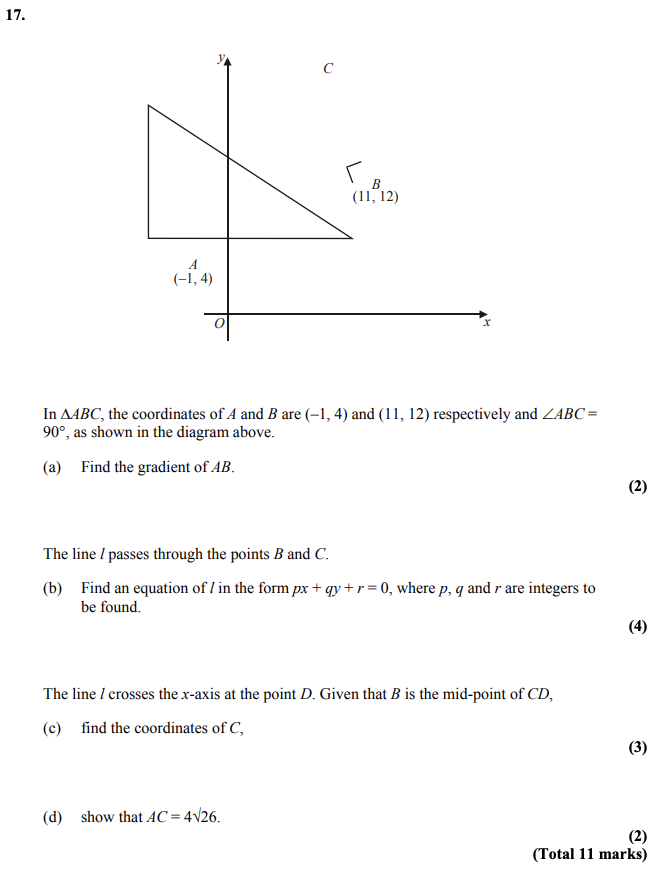 17.
y
C
B
(11, 12)
A
(–1, 4)
O
x
In ΔABC, the coordinates of A and B are (–1, 4) and (11, 12) respectively and ∠ABC =
90°, as shown in the diagram above.
(a) Find the gradient of AB.
(2)
The line l passes through the points B and C.
(b) Find an equation of l in the form px + qy + r = 0, where p, q and r are integers to
be found.
(4)
The line l crosses the x-axis at the point D. Given that B is the mid-point of CD,
(c) find the coordinates of C,
(3)
(d) show that AC = 4√26.
(2)
(Total 11 marks)